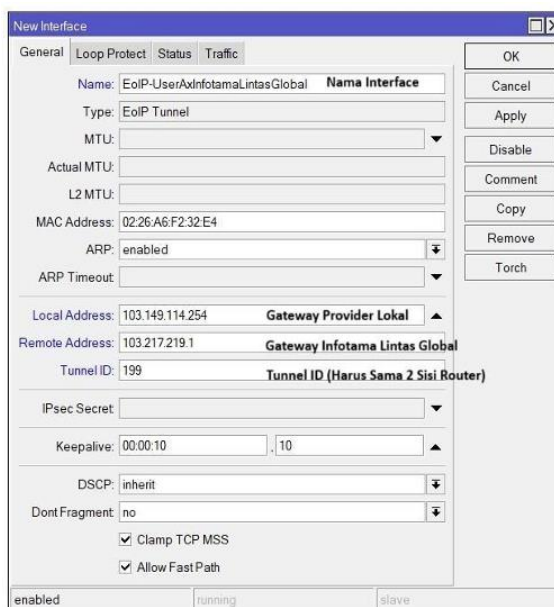 New Interface
General Loop Protect Status Traffic
OK
Name: EoIP-UserAxInfotamaLintasGlobal Nama Interface
Cancel
Type: EoIP Tunnel
Apply
MTU:
Disable
Actual MTU:
Comment
L2 MTU:
Copy
MAC Address: 02:26:A6:F2:32:E4
Remove
ARP: enabled
Torch
ARP Timeout:
Local Address: 103.149.114.254 Gateway Provider Lokal
Remote Address: 103.217.219.1 Gateway Infotama Lintas Global
Tunnel ID: 199 Tunnel ID (Harus Sama 2 Sisi Router)
IPsec Secret:
Keepalive: 00:00:10 , 10
DSCP: inherit
Dont Fragment: no
Clamp TCP MSS
Allow Fast Path
enabled running slave